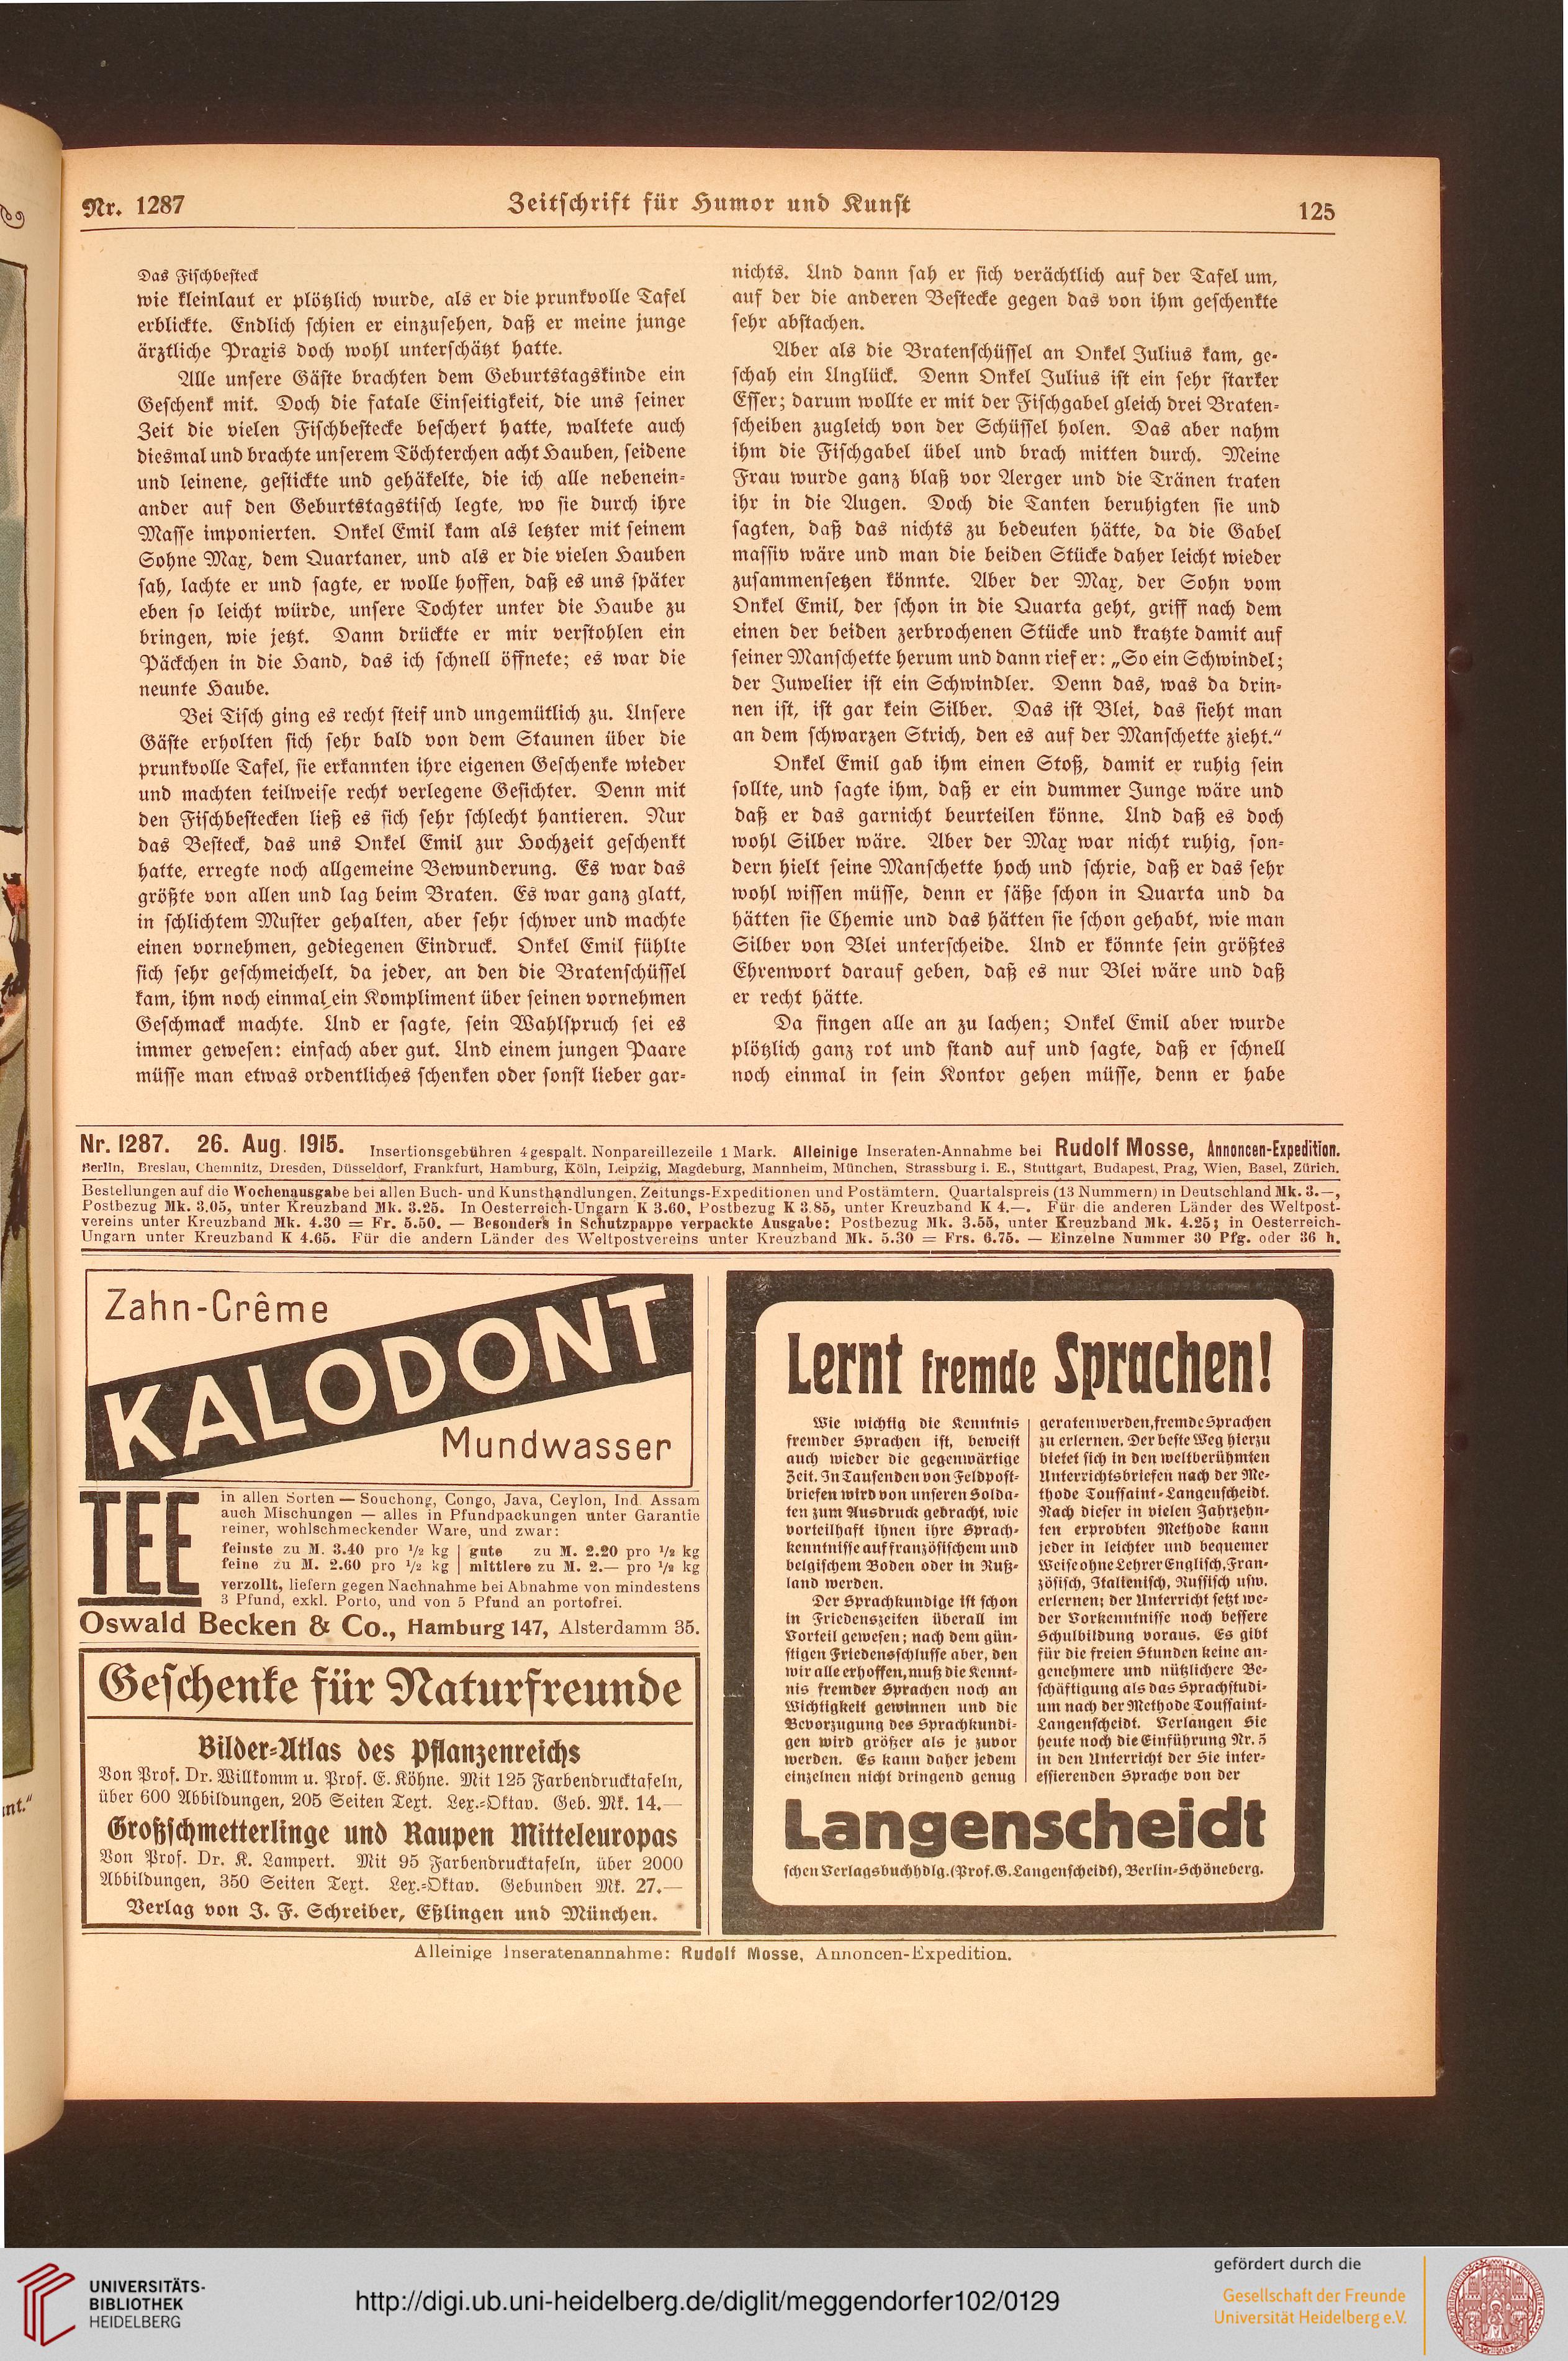 Nr. 1287
Zeitschrift für Humor und Kunst
125
Das Fischbesteck
wie kleinlaut er plötzlich wurde, als er die prunkvolle Tafel
erblickte. Endlich schien er einzusehen, daß er meine junge
ärztliche Praxis doch wohl unterschätzt hatte.
Alle unsere Gäste brachten dem Geburtstagskinde ein
Geschenk mit. Doch die fatale Einseitigkeit, die uns seiner
Zeit die vielen Fischbestecke beschert hatte, waltete auch
diesmal und brachte unserem Töchterchen acht Hauben, seidene
und leinene, gestickte und gehäkelte, die ich alle nebenein-
ander auf den Geburtstagstisch legte, wo sie durch ihre
Masse imponierten. Onkel Emil kam als letzter mit seinem
Sohne Max, dem Quartaner, und als er die vielen Hauben
sah, lachte er und sagte, er wolle hoffen, daß es uns später
eben so leicht würde, unsere Tochter unter die Haube zu
bringen, wie jetzt. Dann drückte er mir verstohlen ein
Päckchen in die Hand, das ich schnell öffnete; es war die
neunte Haube.
Bei Tisch ging es recht steif und ungemütlich zu. Unsere
Gäste erholten sich sehr bald von dem Staunen über die
prunkvolle Tafel, sie erkannten ihre eigenen Geschenke wieder
und machten teilweise recht verlegene Gesichter. Denn mit
den Fischbestecken ließ es sich sehr schlecht hantieren. Nur
das Besteck, das uns Onkel Emil zur Hochzeit geschenkt
hatte, erregte noch allgemeine Bewunderung. Es war das
größte von allen und lag beim Braten. Es war ganz glatt,
in schlichtem Muster gehalten, aber sehr schwer und machte
einen vornehmen, gediegenen Eindruck. Onkel Emil fühlte
sich sehr geschmeichelt, da jeder, an den die Bratenschüssel
kam, ihm noch einmal ein Kompliment über seinen vornehmen
Geschmack machte. Und er sagte, sein Wahlspruch sei es
immer gewesen: einfach aber gut. Und einem jungen Paare
müsse man etwas ordentliches schenken oder sonst lieber gar-
nichts. Und dann sah er sich verächtlich auf der Tafel um,
auf der die anderen Bestecke gegen das von ihm geschenkte
sehr abstachen.
Aber als die Bratenschüssel an Onkel Julius kam, ge-
schah ein Unglück. Denn Onkel Julius ist ein sehr starker
Esser; darum wollte er mit der Fischgabel gleich drei Braten-
scheiben zugleich von der Schüssel holen. Das aber nahm
ihm die Fischgabel übel und brach mitten durch. Meine
Frau wurde ganz blaß vor Aerger und die Tränen traten
ihr in die Augen. Doch die Tanten beruhigten sie und
sagten, daß das nichts zu bedeuten hätte, da die Gabel
massiv wäre und man die beiden Stücke daher leicht wieder
zusammensetzen könnte. Aber der Max, der Sohn vom
Onkel Emil, der schon in die Quarta geht, griff nach dem
einen der beiden zerbrochenen Stücke und kratzte damit auf
seiner Manschette herum und dann rief er: „So ein Schwindel;
der Juwelier ist ein Schwindler. Denn das, was da drin-
nen ist, ist gar kein Silber. Das ist Blei, das sieht man
an dem schwarzen Strich, den es auf der Manschette zieht.“
Onkel Emil gab ihm einen Stoß, damit er ruhig sein
sollte, und sagte ihm, daß er ein dummer Junge wäre und
daß er das garnicht beurteilen könne. Und daß es doch
wohl Silber wäre. Aber der Max war nicht ruhig, son-
dern hielt seine Manschette hoch und schrie, daß er das sehr
wohl wissen müsse, denn er säße schon in Quarta und da
hätten sie Chemie und das hätten sie schon gehabt, wie man
Silber von Blei unterscheide. Und er könnte sein größtes
Ehrenwort darauf geben, daß es nur Blei wäre und daß
er recht hätte.
Da fingen alle an zu lachen; Onkel Emil aber wurde
plötzlich ganz rot und stand auf und sagte, daß er schnell
noch einmal in sein Kontor gehen müsse, denn er habe
Nr. 1287. 26. Aug. 1915. Insertionsgebühren 4 gespalt. Nonpareillezeile 1 Mark. Alleinige Inseraten-Annahme bei Rudolf Mosse, Annoncen-Expedition.
Berlin, Breslau, Chemnitz, Dresden, Düsseldorf, Frankfurt, Hamburg, Köln, Leipzig, Magdeburg, Mannheim, München, Strassburg i. E., Stuttgart, Budapest, Prag, Wien, Basel, Zürich.
Bestellungen auf die Wochenausgabe bei allen Buch- und Kunsthandlungen, Zeitungs-Expeditionen und Postämtern. Quartalspreis (13 Nummern) in Deutschland Mk. 3.—,
Postbezug Mk. 3.05, unter Kreuzband Mk. 3.25. In Oesterreich-Ungarn K 3.60, Postbezug K 3.85, unter Kreuzband K 4.—. Für die anderen Länder des Weltpost-
vereins unter Kreuzband Mk. 4.30 = Fr. 5.50. — Besonders in Schutzpappe verpackte Ausgabe: Postbezug Mk. 3.55, unter Kreuzband Mk. 4.25; in Oesterreich-
Ungarn unter Kreuzband K 4.65. Für die andern Länder des Weltpostvereins unter Kreuzband Mk. 5.30 = Frs. 6.75. — Einzelne Nummer 30 Pfg. oder 36 h.
Zahn-Crême
KALODONT
Mundwasser
TEE
in allen Sorten — Souchong, Congo, Java, Ceylon, Ind. Assam
auch Mischungen — alles in Pfundpackungen unter Garantie
reiner, wohlschmeckender Ware, und zwar:
feinste zu M. 3.40 pro ½ kg | gute zu M. 2.20 pro ½ kg
feine zu M. 2.60 pro ½ kg | mittlere zu M. 2.— pro ½ kg
verzollt, liefern gegen Nachnahme bei Abnahme von mindestens
3 Pfund, exkl. Porto, und von 5 Pfund an portofrei.
Oswald Becken & Co., Hamburg 147, Alsterdamm 35.
Geschenke für Naturfreunde
Bilder-Atlas des Pflanzenreichs
Von Prof. Dr. Willkomm u. Prof. E. Köhne. Mit 125 Farbendrucktafeln,
über 600 Abbildungen, 205 Seiten Text. Lex.-Oktav. Geb. Mk. 14.—
Großschmetterlinge und Raupen Mitteleuropas
Von Prof. Dr. K. Lampert. Mit 95 Farbendrucktafeln, über 2000
Abbildungen, 350 Seiten Text. Lex.-Oktav. Gebunden Mk. 27.—
Verlag von J. F. Schreiber, Eßlingen und München.
Lernt fremde Sprachen!
Wie wichtig die Kenntnis
fremder Sprachen ist, beweist
auch wieder die gegenwärtige
Zeit. In Tausenden von Feldpost-
briefen wird von unseren Solda-
ten zum Ausdruck gebracht, wie
vorteilhaft ihnen ihre Sprach-
kenntnisse auf französischem und
belgischem Boden oder in Ruß-
land werden.
Der Sprachkundige ist schon
in Friedenszeiten überall im
Vorteil gewesen; nach dem gün-
stigen Friedensschlusse aber, den
wir alle erhoffen, muß die Kennt-
nis fremder Sprachen noch an
Wichtigkeit gewinnen und die
Bevorzugung des Sprachkundi-
gen wird größer als je zuvor
werden. Es kann daher jedem
einzelnen nicht dringend genug
geraten werden, fremde Sprachen
zu erlernen. Der beste Weg hierzu
bietet sich in den weltberühmten
Unterrichtsbriefen nach der Me-
thode Toussaint-Langenscheidt.
Nach dieser in vielen Jahrzehn-
ten erprobten Methode kann
jeder in leichter und bequemer
Weise ohne Lehrer Englisch, Fran-
zösisch, Italienisch, Russisch usw.
erlernen; der Unterricht setzt we-
der Vorkenntnisse noch bessere
Schulbildung voraus. Es gibt
für die freien Stunden keine an-
genehmere und nützlichere Be-
schäftigung als das Sprachstudi-
um nach der Methode Toussaint-
Langenscheidt. Verlangen Sie
heute noch die Einführung Nr. 5
in den Unterricht der Sie inter-
essierenden Sprache von der
Langenscheidt
schen Verlagsbuchhdlg. (Prof. G. Langenscheidt), Berlin-Schöneberg.
Alleinige Inseratenannahme: Rudolf Mosse, Annoncen-Expedition.
UNIVERSITÄTS-
BIBLIOTHEK
HEIDELBERG
http://digi.ub.uni-heidelberg.de/diglit/meggendorfer102/0129
gefördert durch die
Gesellschaft der Freunde
Universität Heidelberg e.V.